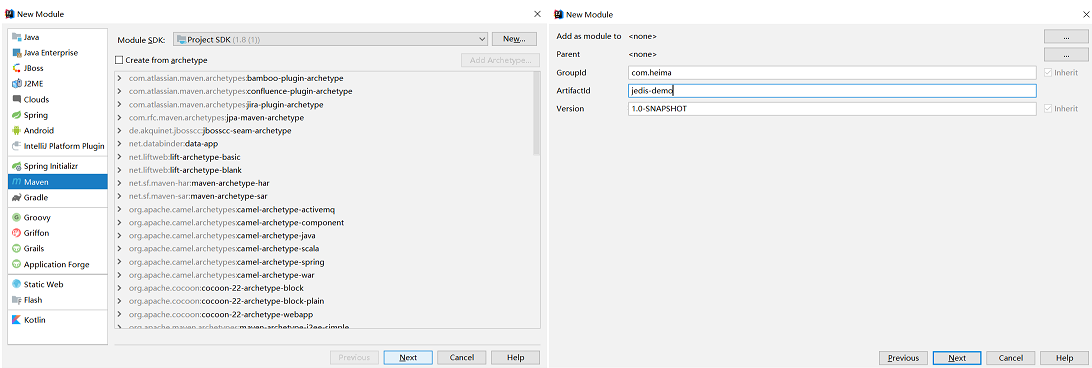 New Module
Java
Java Enterprise
JBoss
J2ME
Clouds
Spring
Android
IntelliJ Platform Plugin
Spring Initializr
Maven
Gradle
Groovy
Griffon
Grails
Application Forge
Static Web
Flash
Kotlin
Module SDK: Project SDK (1.8 (1)) New...
Create from archetype Add Archetype...
com.atlassian.maven.archetypes:bamboo-plugin-archetype
com.atlassian.maven.archetypes:confluence-plugin-archetype
com.atlassian.maven.archetypes:jira-plugin-archetype
com.rfc.maven.archetypes:jpa-maven-archetype
de.akquinet.jbosscc:jbosscc-seam-archetype
net.databinder:data-app
net.liftweb:lift-archetype-basic
net.liftweb:lift-archetype-blank
net.sf.maven-har:maven-archetype-har
net.sf.maven-sar:maven-archetype-sar
org.apache.camel.archetypes:camel-archetype-activemq
org.apache.camel.archetypes:camel-archetype-component
org.apache.camel.archetypes:camel-archetype-java
org.apache.camel.archetypes:camel-archetype-scala
org.apache.camel.archetypes:camel-archetype-spring
org.apache.camel.archetypes:camel-archetype-war
org.apache.cocoon:cocoon-22-archetype-block
org.apache.cocoon:cocoon-22-archetype-block-plain
org.apache.cocoon:cocoon-22-archetype-webapp
org.apache.maven.archetypes:maven-archetype-j2ee-simple
Previous Next Cancel Help
New Module
Add as module to <none> ...
Parent <none> ...
GroupId com.heima Inherit
ArtifactId jedis-demo
Version 1.0-SNAPSHOT Inherit
Previous Next Cancel Help